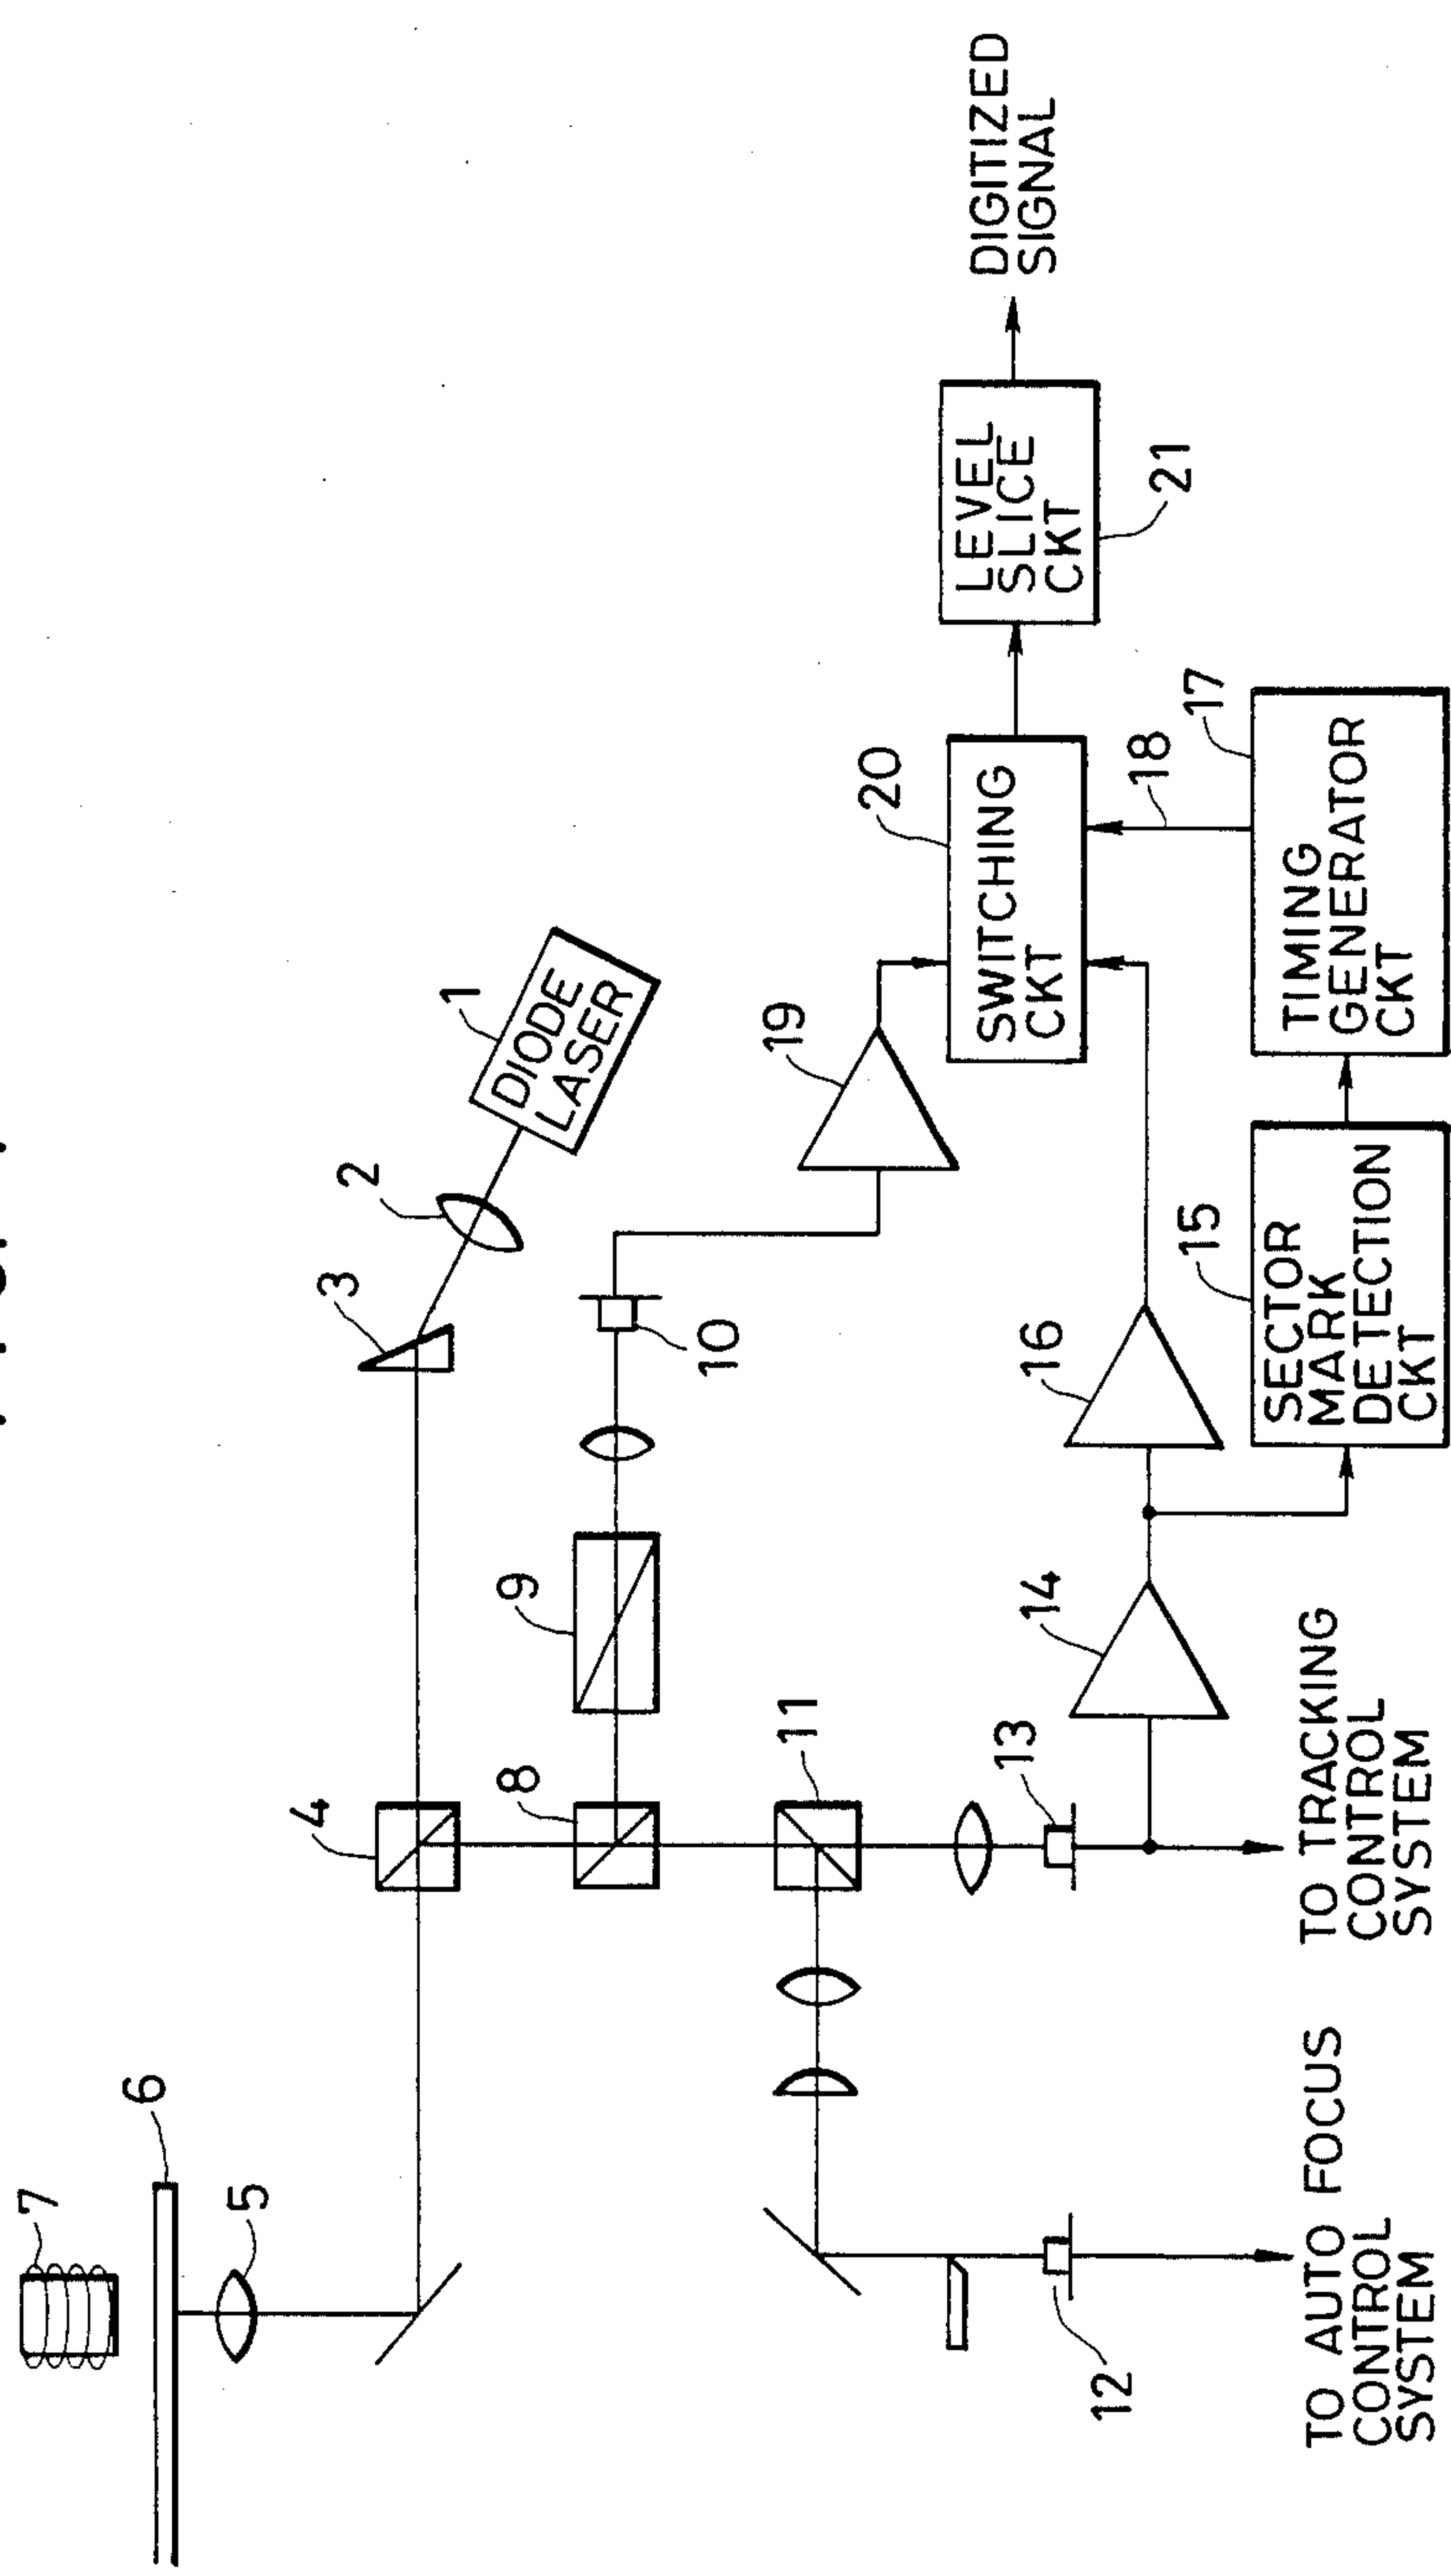 7
6
5
4
3
2
1
DIODE
LASER
8
9
10
19
20
SWITCHING
CKT
LEVEL
SLICE
CKT
21
DIGITIZED
SIGNAL
11
13
14
16
18
17
TIMING
GENERATOR
CKT
15
SECTOR
MARK
DETECTION
CKT
12
TO AUTO FOCUS
CONTROL
SYSTEM
TO TRACKING
CONTROL
SYSTEM